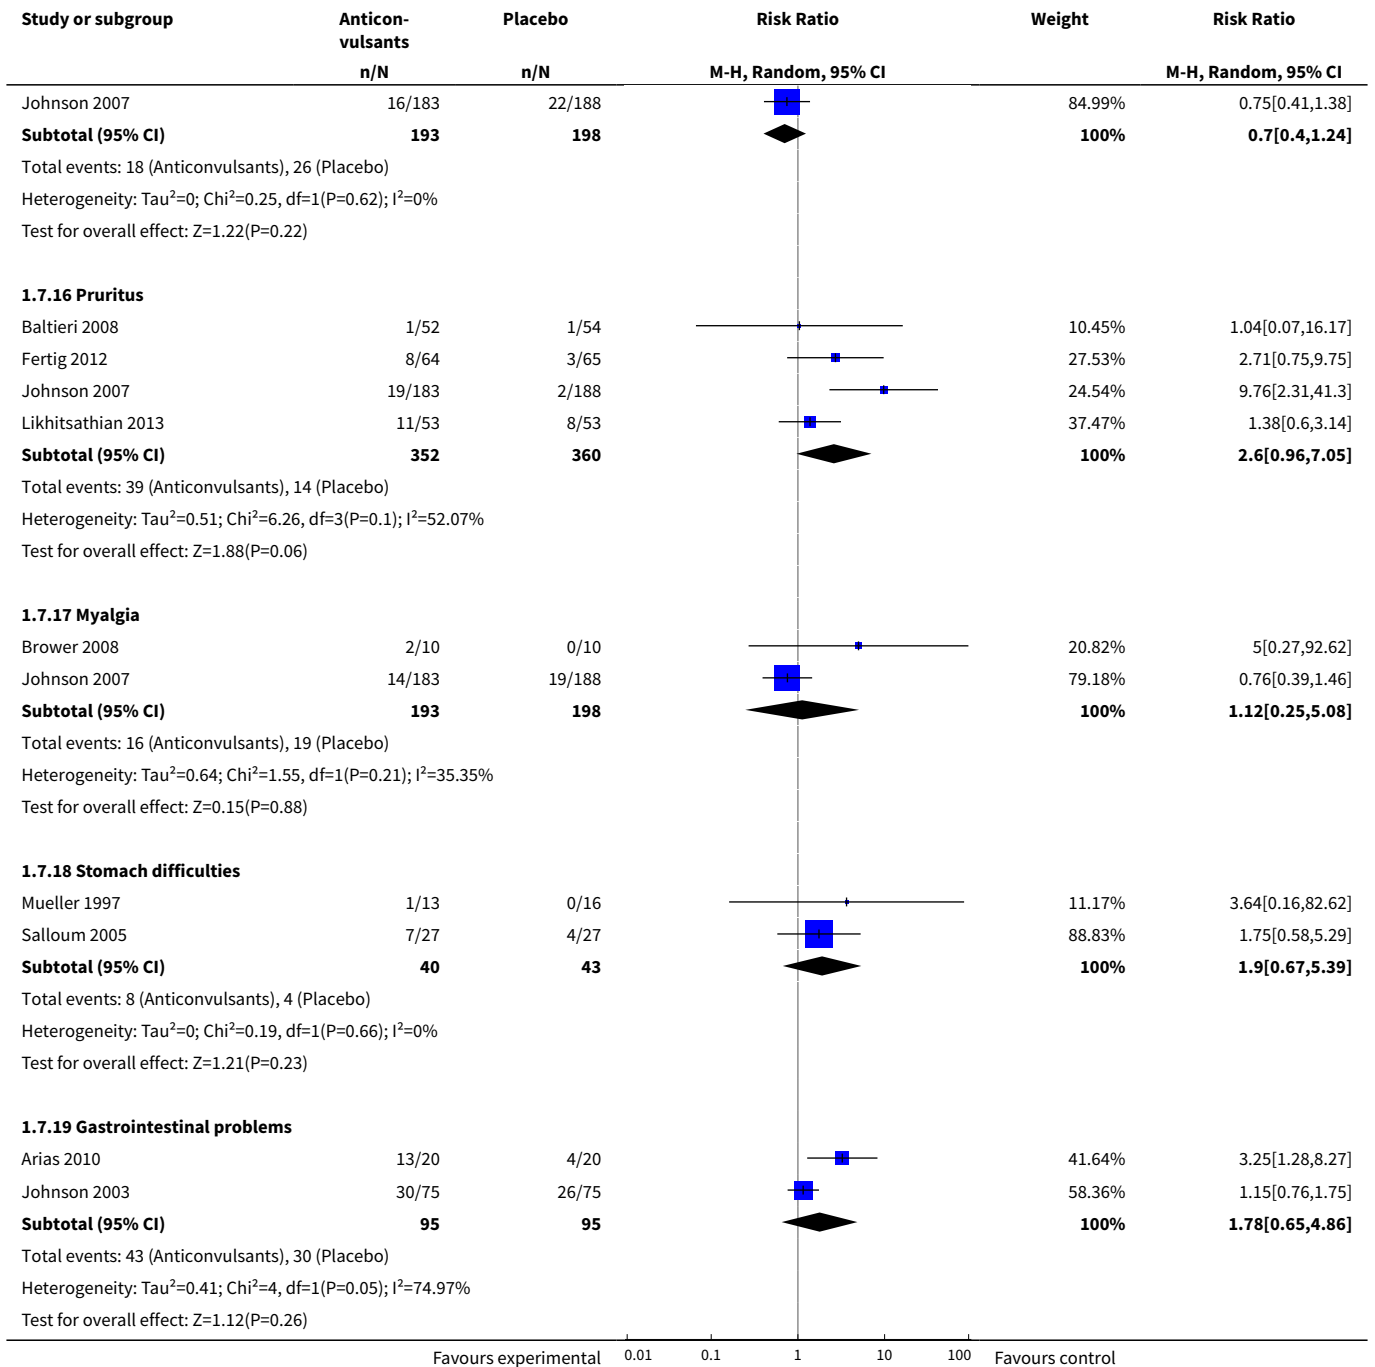 Study or subgroup Anticon- Placebo Risk Ratio Weight Risk Ratio
vulsants
n/N n/N M-H, Random, 95% CI M-H, Random, 95% CI
Johnson 2007 16/183 22/188 84.99% 0.75[0.41,1.38]
Subtotal (95% CI) 193 198 100% 0.7[0.4,1.24]
Total events: 18 (Anticonvulsants), 26 (Placebo)
Heterogeneity: Tau²=0; Chi²=0.25, df=1(P=0.62); I²=0%
Test for overall effect: Z=1.22(P=0.22)
1.7.16 Pruritus
Baltieri 2008 1/52 1/54 10.45% 1.04[0.07,16.17]
Fertig 2012 8/64 3/65 27.53% 2.71[0.75,9.75]
Johnson 2007 19/183 2/188 24.54% 9.76[2.31,41.3]
Likhitsathian 2013 11/53 8/53 37.47% 1.38[0.6,3.14]
Subtotal (95% CI) 352 360 100% 2.6[0.96,7.05]
Total events: 39 (Anticonvulsants), 14 (Placebo)
Heterogeneity: Tau²=0.51; Chi²=6.26, df=3(P=0.1); I²=52.07%
Test for overall effect: Z=1.88(P=0.06)
1.7.17 Myalgia
Brower 2008 2/10 0/10 20.82% 5[0.27,92.62]
Johnson 2007 14/183 19/188 79.18% 0.76[0.39,1.46]
Subtotal (95% CI) 193 198 100% 1.12[0.25,5.08]
Total events: 16 (Anticonvulsants), 19 (Placebo)
Heterogeneity: Tau²=0.64; Chi²=1.55, df=1(P=0.21); I²=35.35%
Test for overall effect: Z=0.15(P=0.88)
1.7.18 Stomach difficulties
Mueller 1997 1/13 0/16 11.17% 3.64[0.16,82.62]
Salloum 2005 7/27 4/27 88.83% 1.75[0.58,5.29]
Subtotal (95% CI) 40 43 100% 1.9[0.67,5.39]
Total events: 8 (Anticonvulsants), 4 (Placebo)
Heterogeneity: Tau²=0; Chi²=0.19, df=1(P=0.66); I²=0%
Test for overall effect: Z=1.21(P=0.23)
1.7.19 Gastrointestinal problems
Arias 2010 13/20 4/20 41.64% 3.25[1.28,8.27]
Johnson 2003 30/75 26/75 58.36% 1.15[0.76,1.75]
Subtotal (95% CI) 95 95 100% 1.78[0.65,4.86]
Total events: 43 (Anticonvulsants), 30 (Placebo)
Heterogeneity: Tau²=0.41; Chi²=4, df=1(P=0.05); I²=74.97%
Test for overall effect: Z=1.12(P=0.26)
Favours experimental 0.01 0.1 1 10 100 Favours control